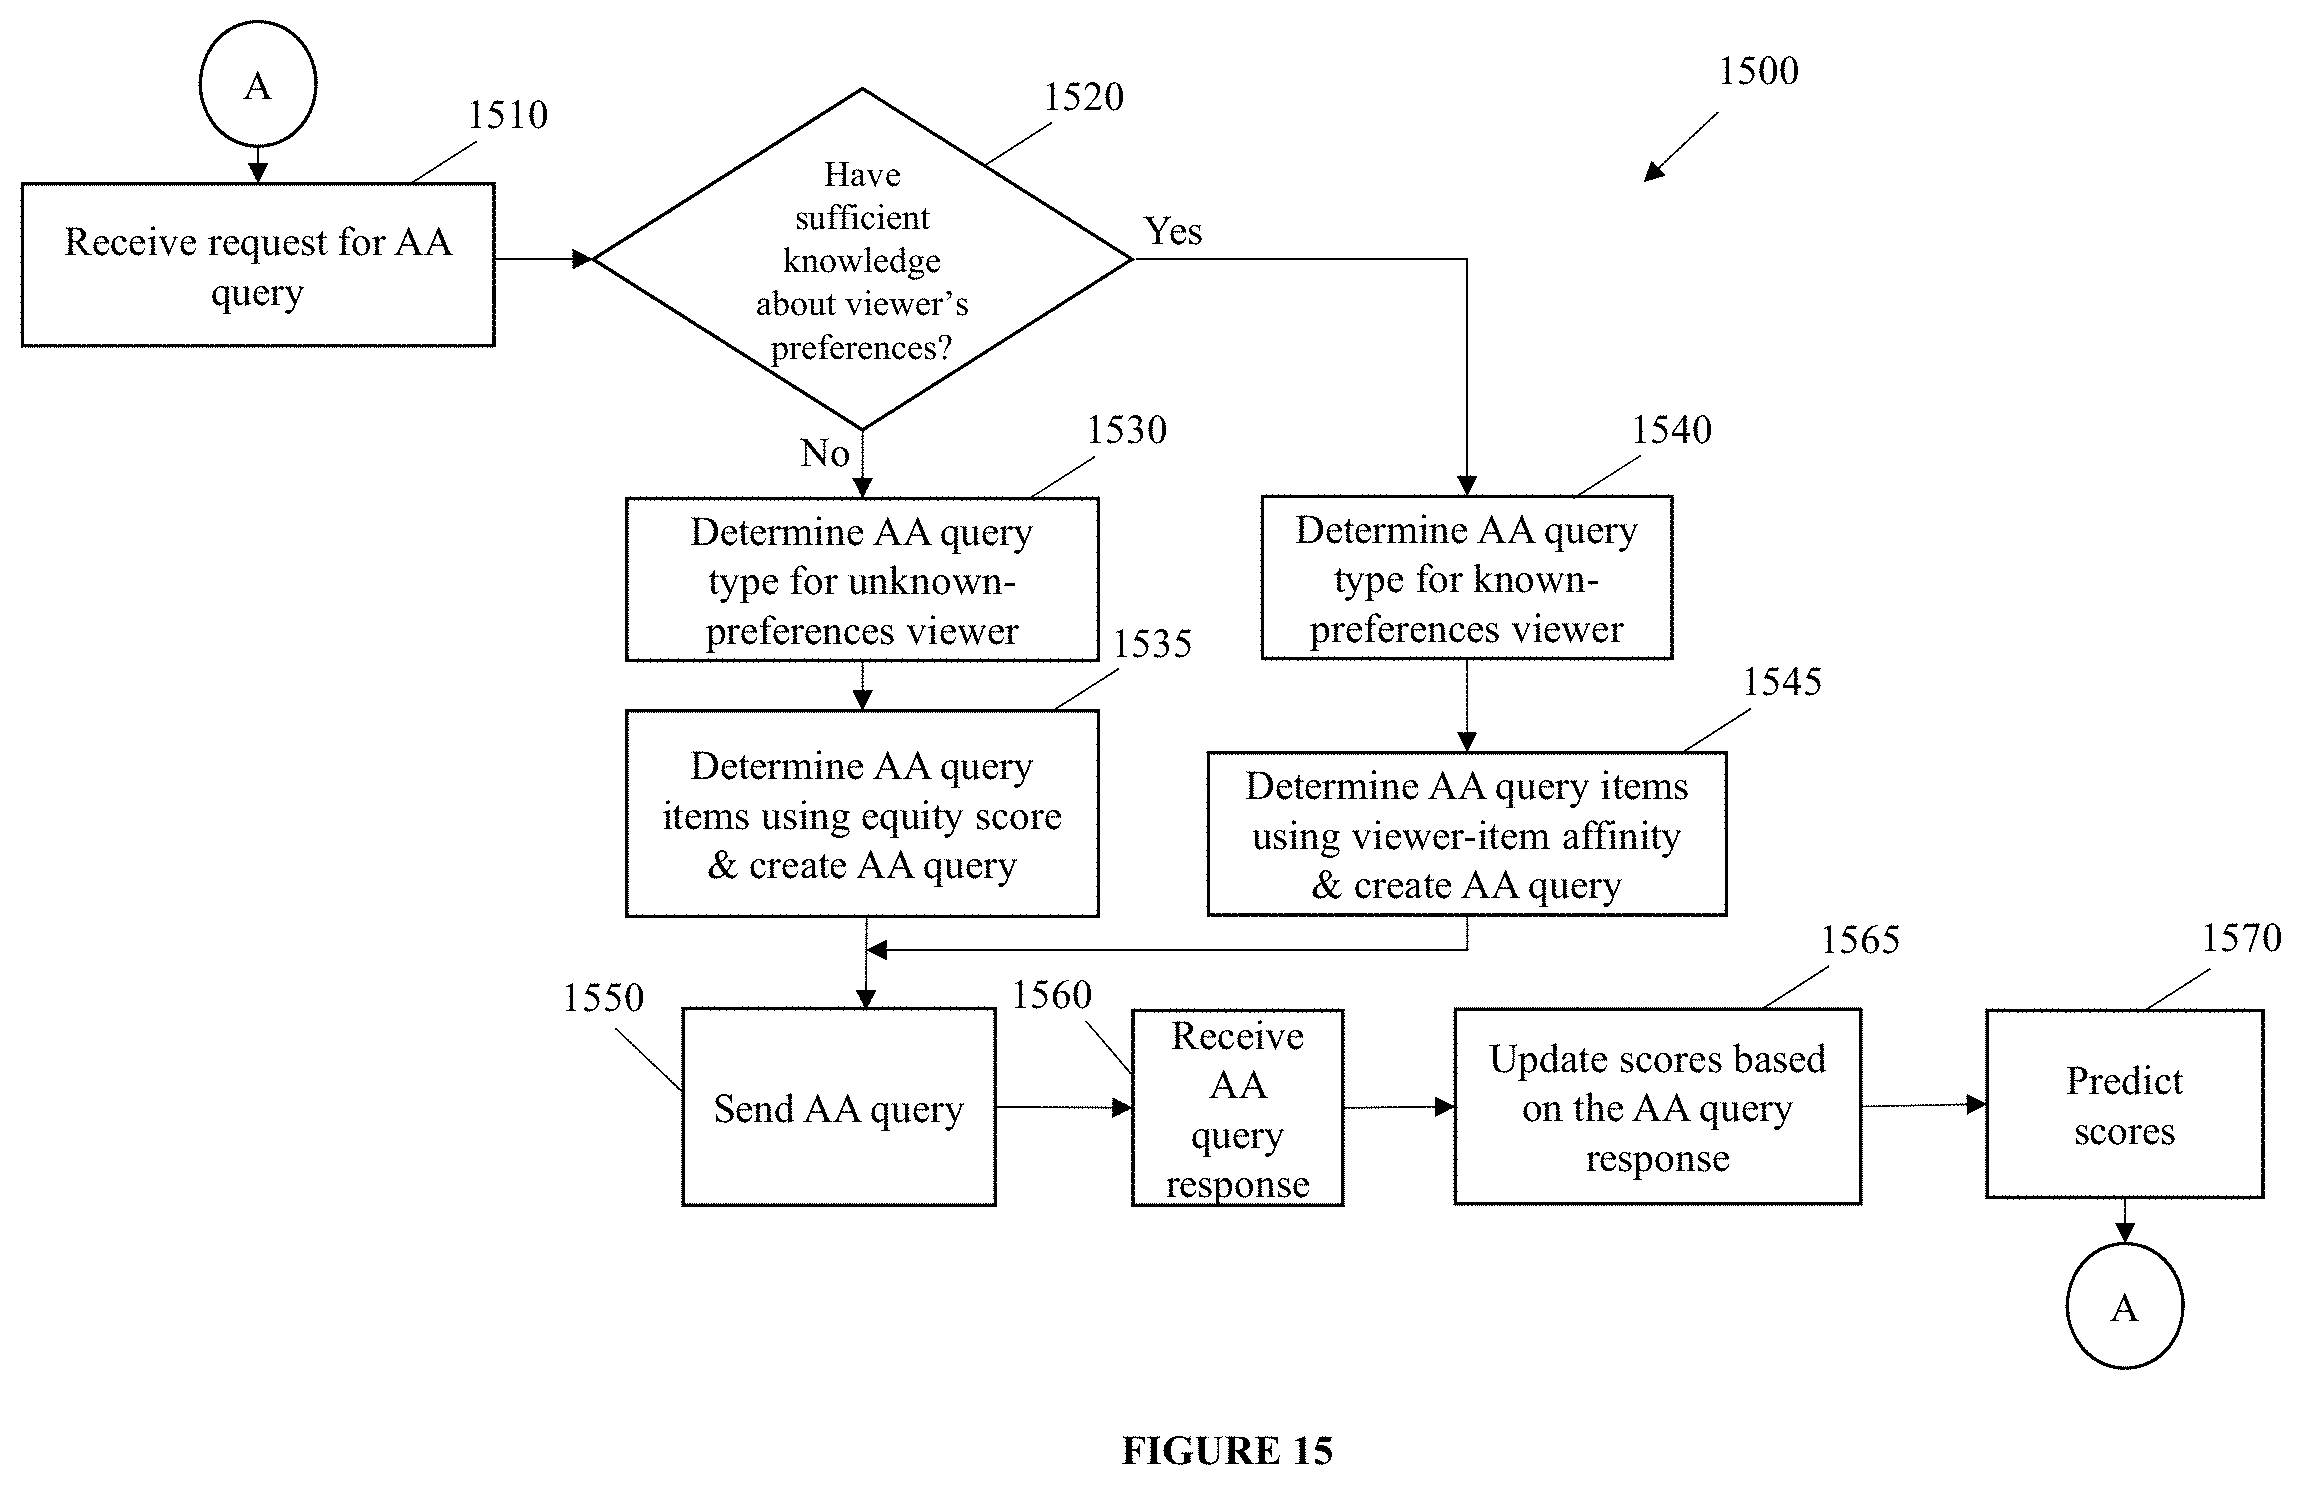 A
1510
Receive request for AA
query
1520
Have
sufficient
knowledge
about viewer's
preferences?
Yes
No
1500
1530
Determine AA query
type for unknown-
preferences viewer
1540
Determine AA query
type for known-
preferences viewer
1535
Determine AA query
items using equity score
& create AA query
1545
Determine AA query items
using viewer-item affinity
& create AA query
1550
Send AA query
1560
Receive
AA
query
response
1565
Update scores based
on the AA query
response
1570
Predict
scores
A
FIGURE 15